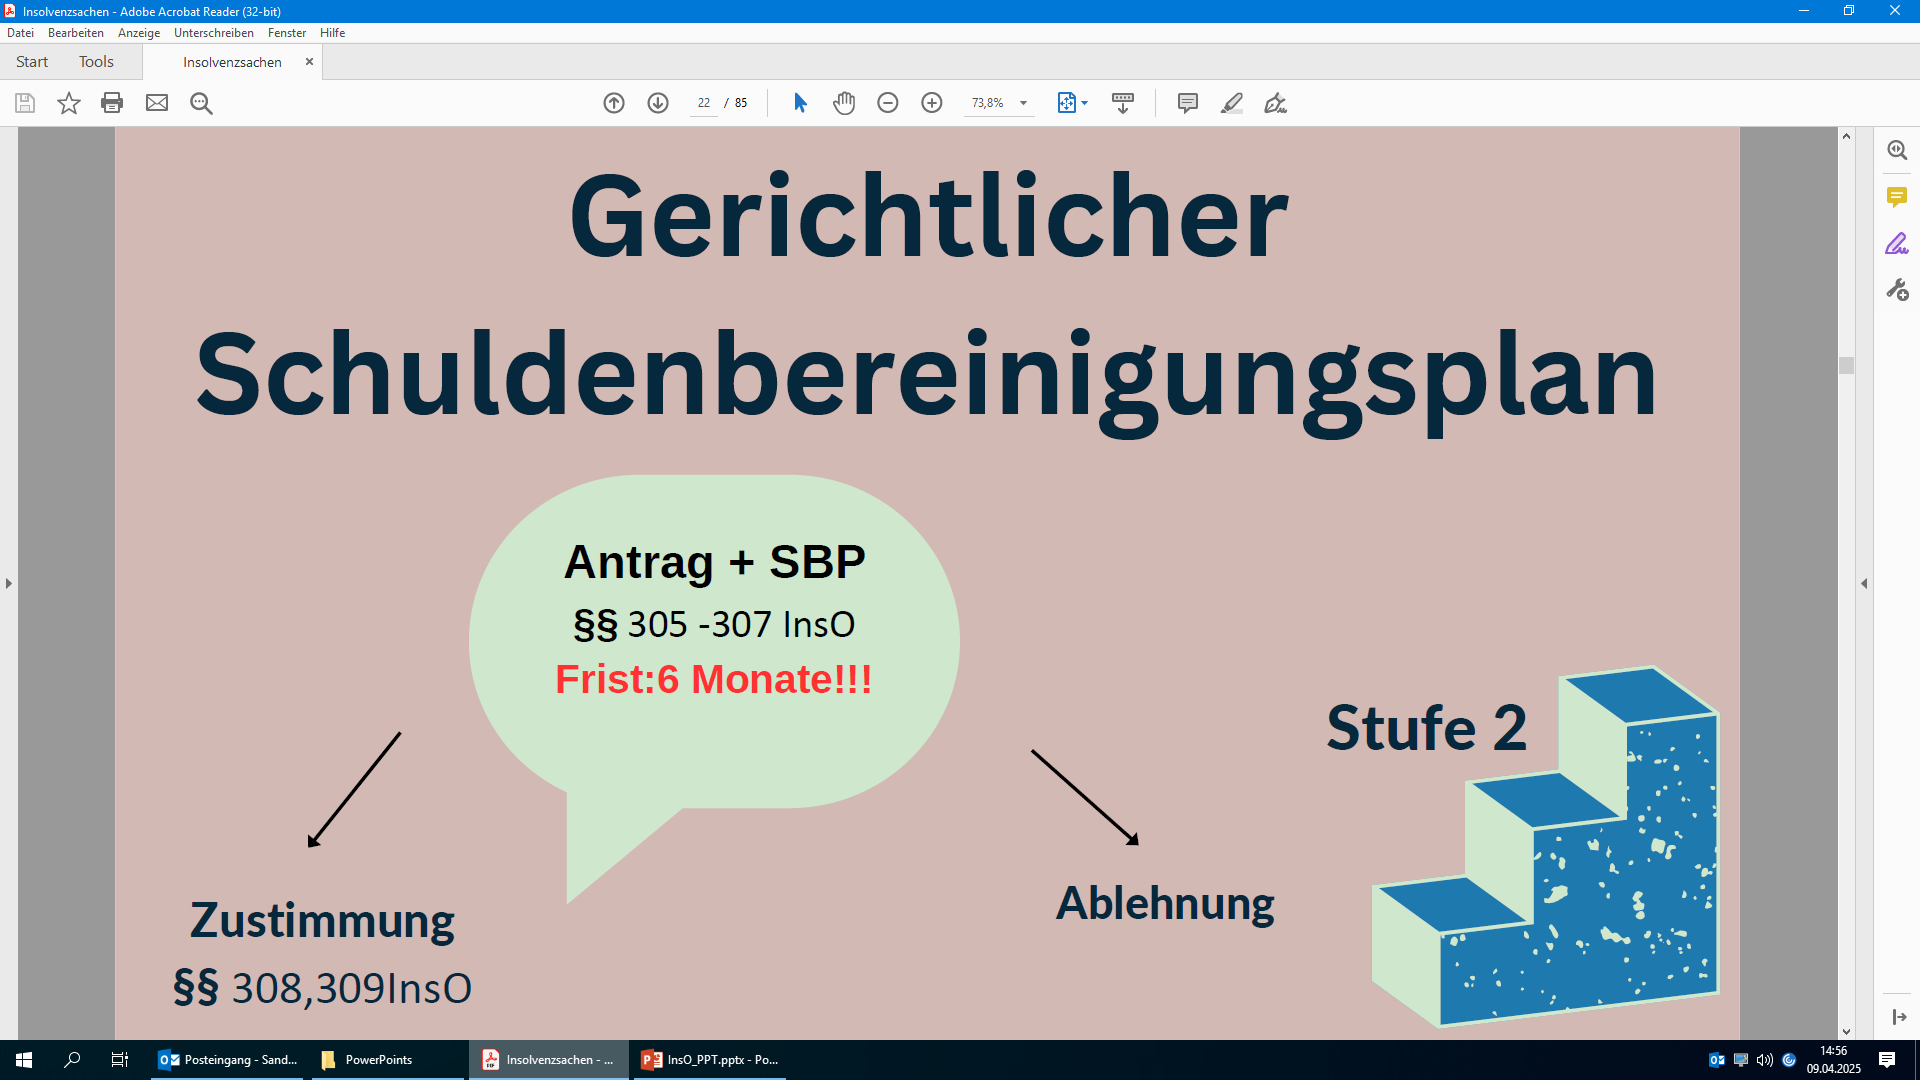 Insolvenzsachen - Adobe Acrobat Reader (32-bit)
Datei Bearbeiten Anzeige Unterschreiben Fenster Hilfe
Start Tools Insolvenzsachen
22 / 85 73,8%
Gerichtlicher
Schuldenbereinigungsplan
Antrag + SBP
§§ 305 -307 InsO
Frist:6 Monate!!!
Stufe 2
Zustimmung
§§ 308,309InsO
Ablehnung
Posteingang - Sand... PowerPoints Insolvenzsachen - ... InsO_PPT.pptx - Po...
14:56
09.04.2025